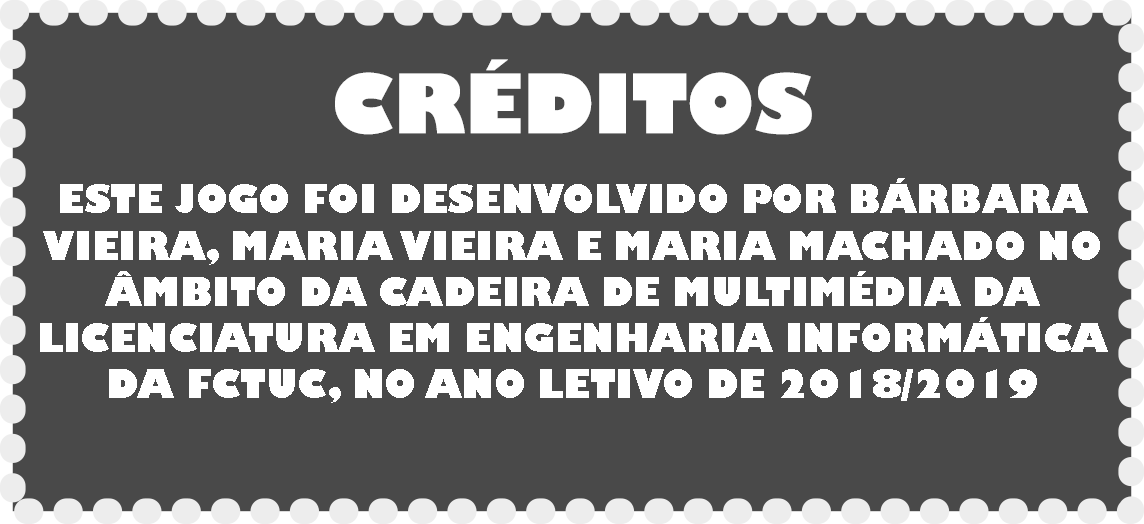 CRÉDITOS
ESTE JOGO FOI DESENVOLVIDO POR BÁRBARA
VIEIRA, MARIA VIEIRA E MARIA MACHADO NO
ÂMBITO DA CADEIRA DE MULTIMÉDIA DA
LICENCIATURA EM ENGENHARIA INFORMÁTICA
DA FCTUC, NO ANO LETIVO DE 2018/2019